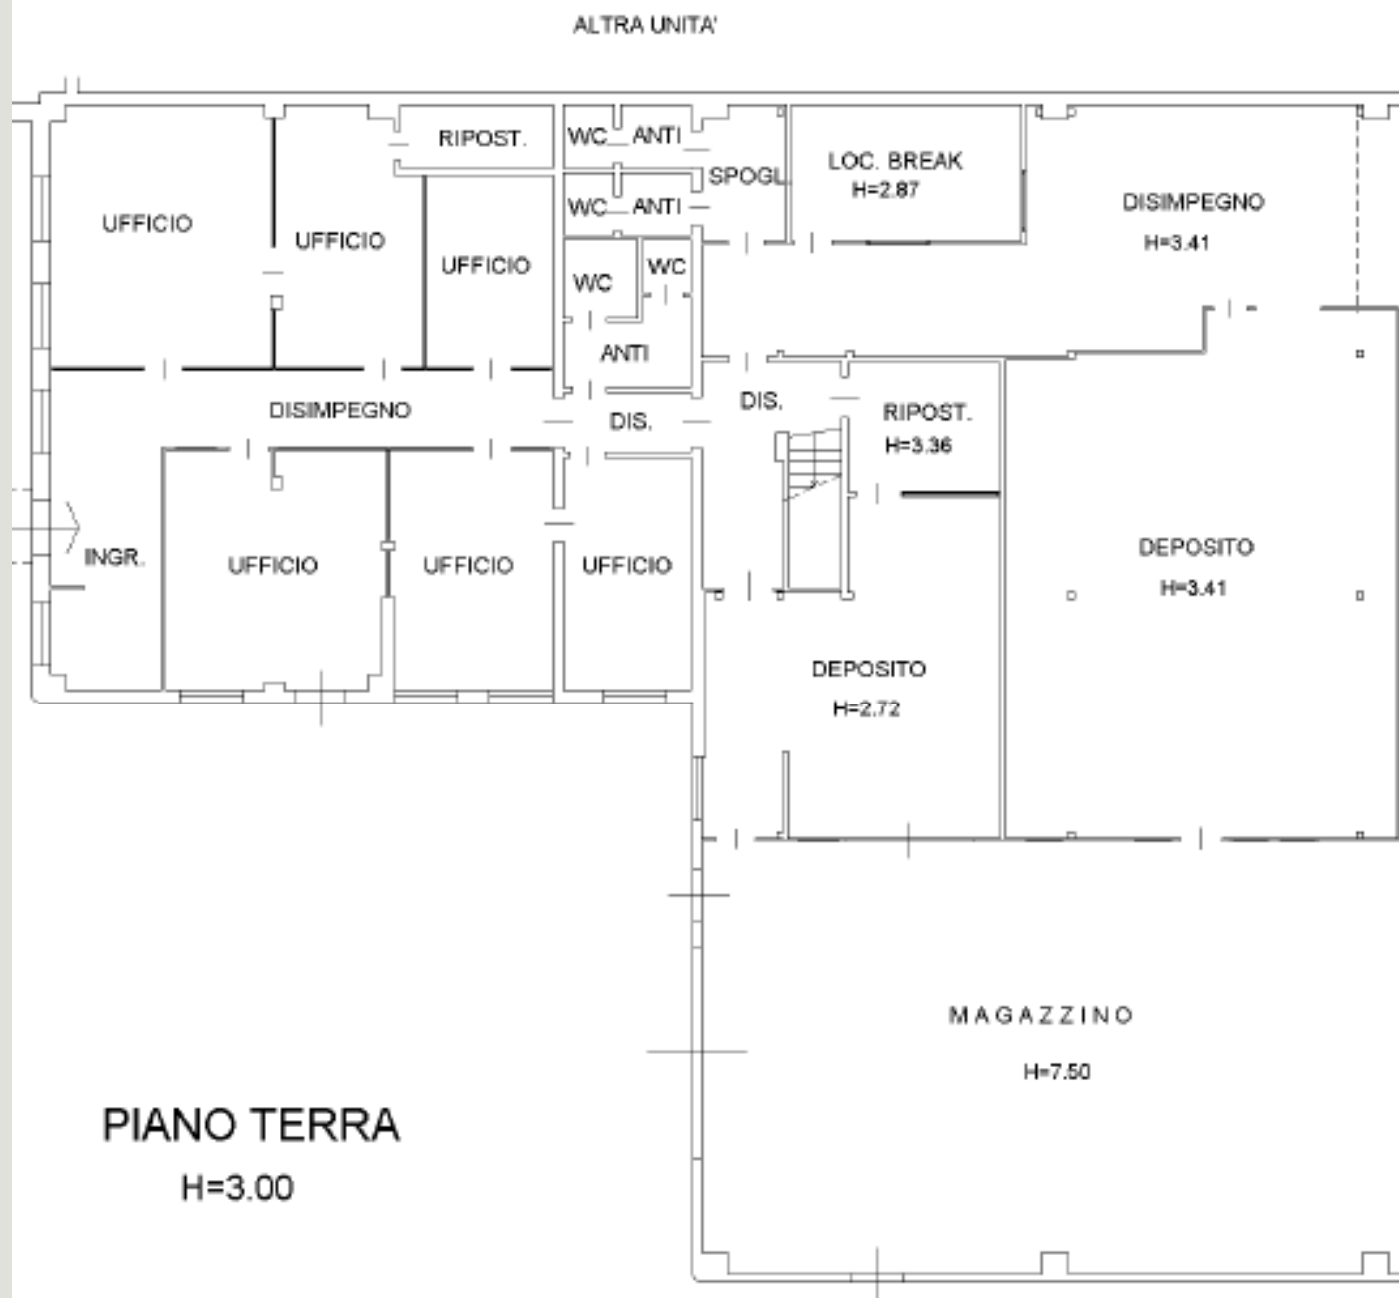 ALTRA UNITA'
RIPOST.
WC
ANTI
LOC. BREAK
H=2.87
SPOGL.
DISIMPEGNO
H=3.41
UFFICIO
UFFICIO
UFFICIO
WC
ANTI
WC
WC
ANTI
DISIMPEGNO
DIS.
DIS.
RIPOST.
H=3.36
INGR.
UFFICIO
UFFICIO
UFFICIO
DEPOSITO
H=3.41
DEPOSITO
H=2.72
MAGAZZINO
H=7.50
PIANO TERRA
H=3.00